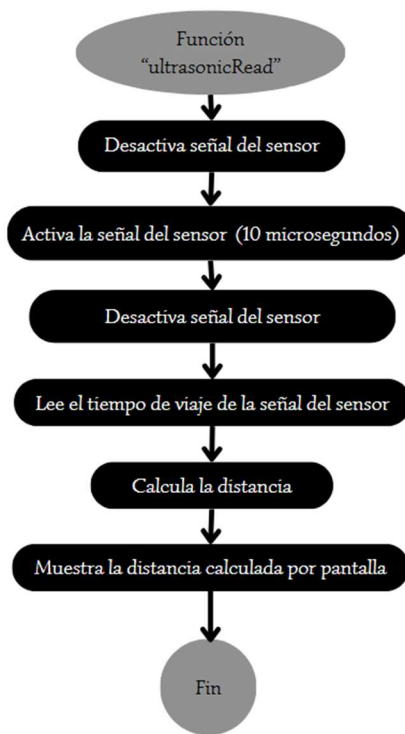 Función
“ultrasonicRead”
Desactiva señal del sensor
Activa la señal del sensor (10 microsegundos)
Desactiva señal del sensor
Lee el tiempo de viaje de la señal del sensor
Calcula la distancia
Muestra la distancia calculada por pantalla
Fin